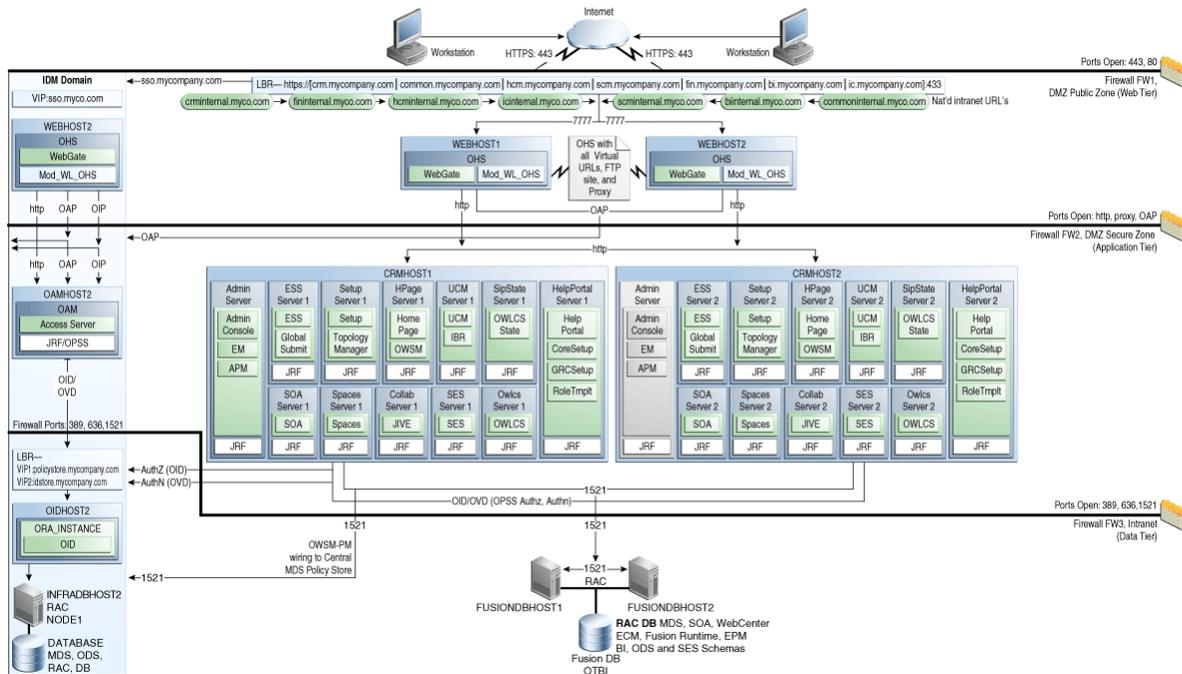 Internet
Workstation
HTTPS: 443
HTTPS: 443
Workstation
Ports Open: 443, 80
Firewall FW1,
DMZ Public Zone (Web Tier)
IDM Domain
sso.mycompany.com
LBR— https://[crm.mycompany.com | common.mycompany.com | hcm.mycompany.com | scm.mycompany.com | fin.mycompany.com | bi.mycompany.com | ic.mycompany.com]:433
VIP:sso.myco.com
crminternal.myco.com
fininternal.myco.com
hcminternal.myco.com
icinternal.myco.com
scminternal.myco.com
biinternal.myco.com
commoninternal.myco.com
Nat'd intranet URL's
7777
7777
WEBHOST2
OHS
WebGate
Mod_WL_OHS
WEBHOST1
OHS
WebGate
Mod_WL_OHS
OHS with
all Virtual
URLs, FTP
site, and
Proxy
WEBHOST2
OHS
WebGate
Mod_WL_OHS
http
OAP
OIP
http
OAP
http
Ports Open: http, proxy, OAP
Firewall FW2, DMZ Secure Zone
(Application Tier)
OAP
http
http
OAP
OIP
OAMHOST2
OAM
Access Server
JRF/OPSS
OID/
OVD
CRMHOST1
Admin
Server
Admin
Console
EM
APM
JRF
ESS
Server 1
ESS
Global
Submit
JRF
Setup
Server 1
Setup
Topology
Manager
JRF
HPage
Server 1
Home
Page
OWSM
JRF
UCM
Server 1
UCM
IBR
JRF
SipState
Server 1
OWLCS
State
JRF
HelpPortal
Server 1
Help
Portal
CoreSetup
GRCSetup
RoleTmplt
JRF
SOA
Server 1
SOA
JRF
Spaces
Server 1
Spaces
JRF
Collab
Server 1
JIVE
JRF
SES
Server 1
SES
JRF
Owlcs
Server 1
OWLCS
JRF
CRMHOST2
Admin
Server
Admin
Console
EM
APM
JRF
ESS
Server 2
ESS
Global
Submit
JRF
Setup
Server 2
Setup
Topology
Manager
JRF
HPage
Server 2
Home
Page
OWSM
JRF
UCM
Server 2
UCM
IBR
JRF
SipState
Server 2
OWLCS
State
JRF
HelpPortal
Server 2
Help
Portal
CoreSetup
GRCSetup
RoleTmplt
JRF
SOA
Server 2
SOA
JRF
Spaces
Server 2
Spaces
JRF
Collab
Server 2
JIVE
JRF
SES
Server 2
SES
JRF
Owlcs
Server 2
OWLCS
JRF
Firewall Ports: 389, 636,1521
LBR—
VIP1:policystore.mycompany.com
VIP2:idstore.mycompany.com
AuthZ (OID)
AuthN (OVD)
1521
OID/OVD (OPSS Authz, Authn)
Ports Open: 389, 636,1521
Firewall FW3, Intranet
(Data Tier)
OIDHOST2
ORA_INSTANCE
OID
1521
1521
OWSM-PM
wiring to Central
MDS Policy Store
1521
1521
RAC
FUSIONDBHOST1
FUSIONDBHOST2
INFRADBHOST2
RAC
NODE1
DATABASE
MDS, ODS,
RAC, DB
RAC DB MDS, SOA, WebCenter
ECM, Fusion Runtime, EPM
BI, ODS and SES Schemas
Fusion DB
OTBI